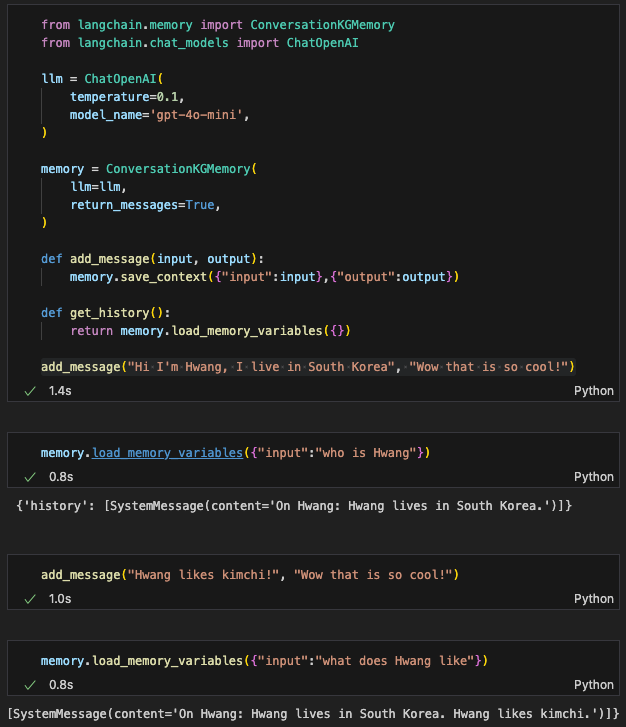 from langchain.memory import ConversationKGMemory
from langchain.chat_models import ChatOpenAI
llm = ChatOpenAI(
    temperature=0.1,
    model_name='gpt-4o-mini',
)
memory = ConversationKGMemory(
    llm=llm,
    return_messages=True,
)
def add_message(input, output):
    memory.save_context({"input":input},{"output":output})
def get_history():
    return memory.load_memory_variables({})
add_message("Hi·I'm·Hwang,·I·live·in·South·Korea",·"Wow·that·is·so·cool!")
✓ 1.4s Python
memory.load_memory_variables({"input":"who is Hwang"})
✓ 0.8s Python
{'history': [SystemMessage(content='On Hwang: Hwang lives in South Korea.')]}
add_message("Hwang likes kimchi!", "Wow that is so cool!")
✓ 1.0s Python
memory.load_memory_variables({"input":"what does Hwang like"})
✓ 0.8s Python
[SystemMessage(content='On Hwang: Hwang lives in South Korea. Hwang likes kimchi.')]}